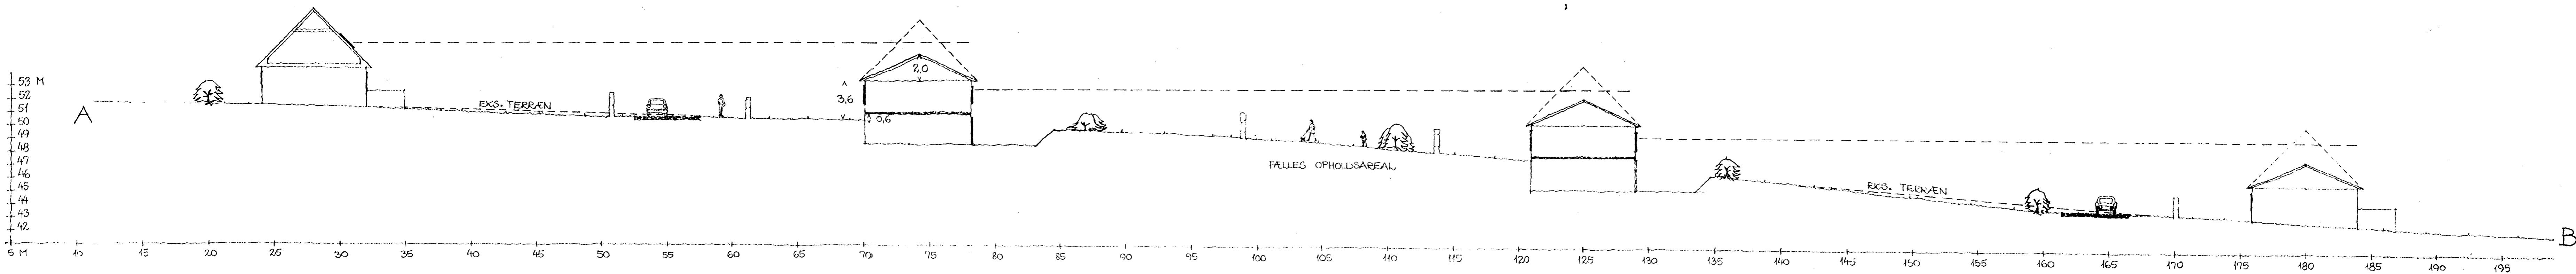 53 M
52
51
50
49
48
47
46
45
44
43
42
A
EKS. TERRÆN
3,6
2,0
0,6
FÆLLES OPHOLDSAREAL
EKS. TERRÆN
B
5 M 10 15 20 25 30 35 40 45 50 55 60 65 70 75 80 85 90 95 100 105 110 115 120 125 130 135 140 145 150 155 160 165 170 175 180 185 190 195